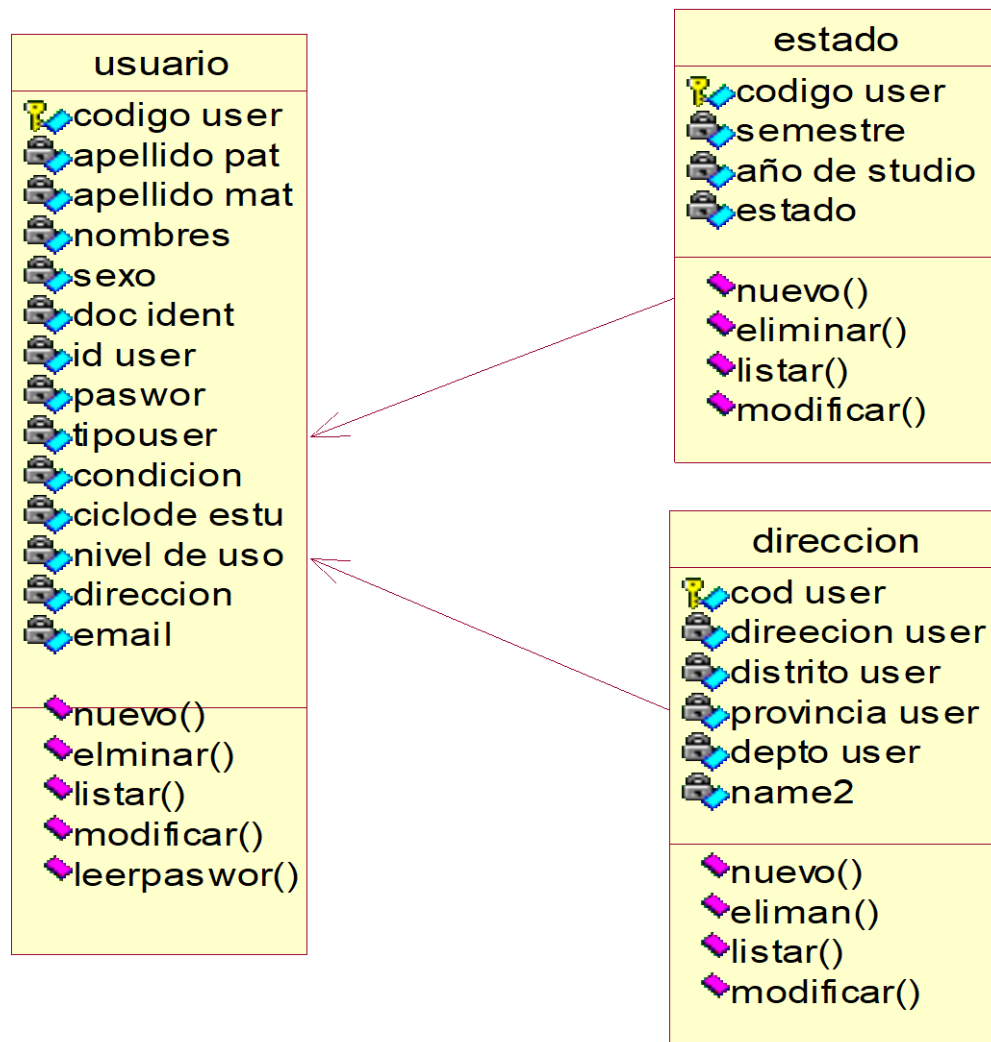 usuario
codigo user
apellido pat
apellido mat
nombres
sexo
doc ident
id user
paswor
tipouser
condicion
ciclode estu
nivel de uso
direccion
email
nuevo()
elminar()
listar()
modificar()
leerpaswor()
estado
codigo user
semestre
año de studio
estado
nuevo()
eliminar()
listar()
modificar()
direccion
cod user
direecion user
distrito user
provincia user
depto user
name2
nuevo()
eliman()
listar()
modificar()